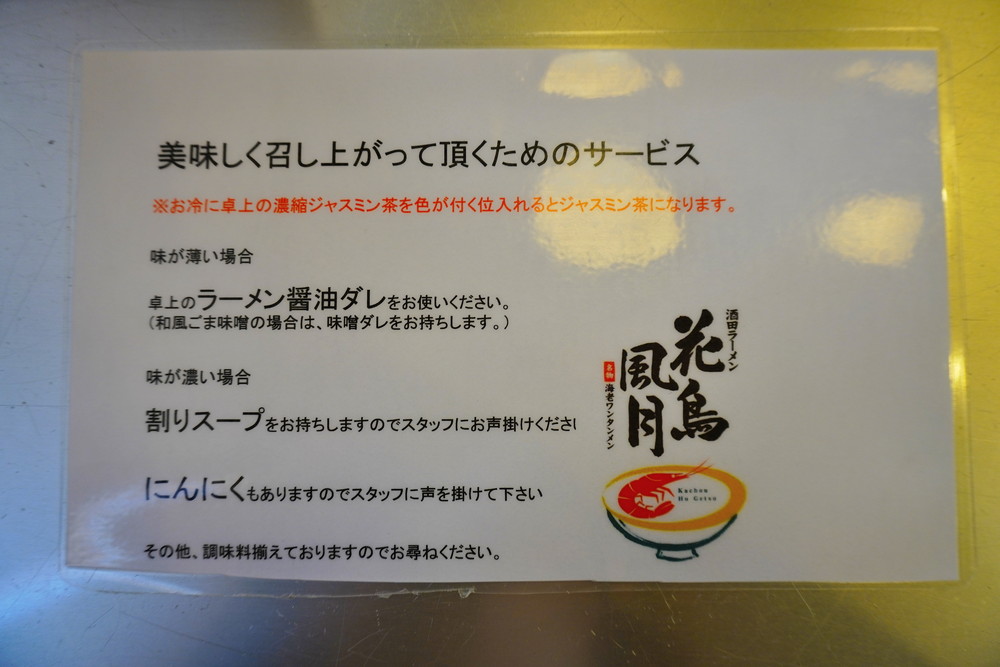 美味しく召し上がって頂くためのサービス
※お冷に卓上の濃縮ジャスミン茶を色が付く位入れるとジャスミン茶になります。
味が薄い場合
卓上のラーメン醤油ダレをお使いください。
（和風ごま味噌の場合は、味噌ダレをお持ちします。）
味が濃い場合
割りスープをお持ちしますのでスタッフにお声掛けくださ
にんにくもありますのでスタッフに声を掛けて下さい
その他、調味料揃えておりますのでお尋ねください。
酒田ラーメン
花鳥
風月
名物
海老ワンタンメン
Kachou
Hu Getsu